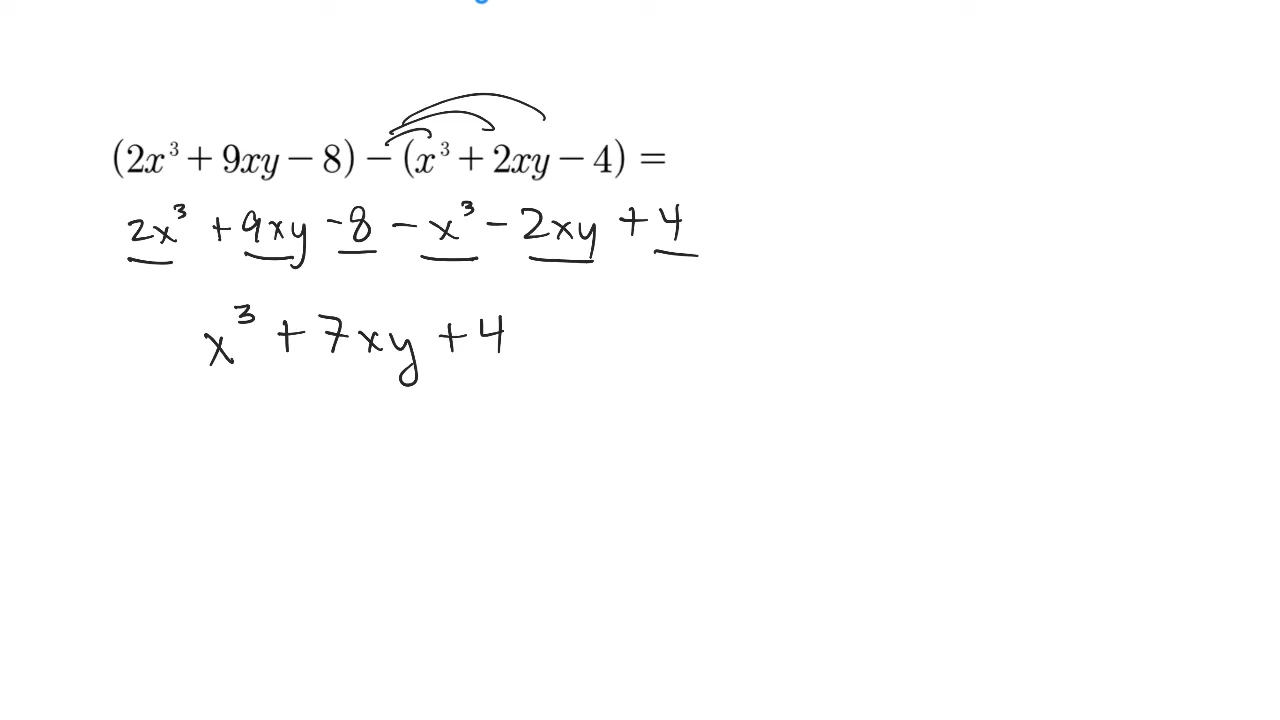 (2x³ + 9xy − 8) − (x³ + 2xy − 4) =
2x³ + 9xy - 8 - x³ - 2xy + 4
x³ + 7xy + 4